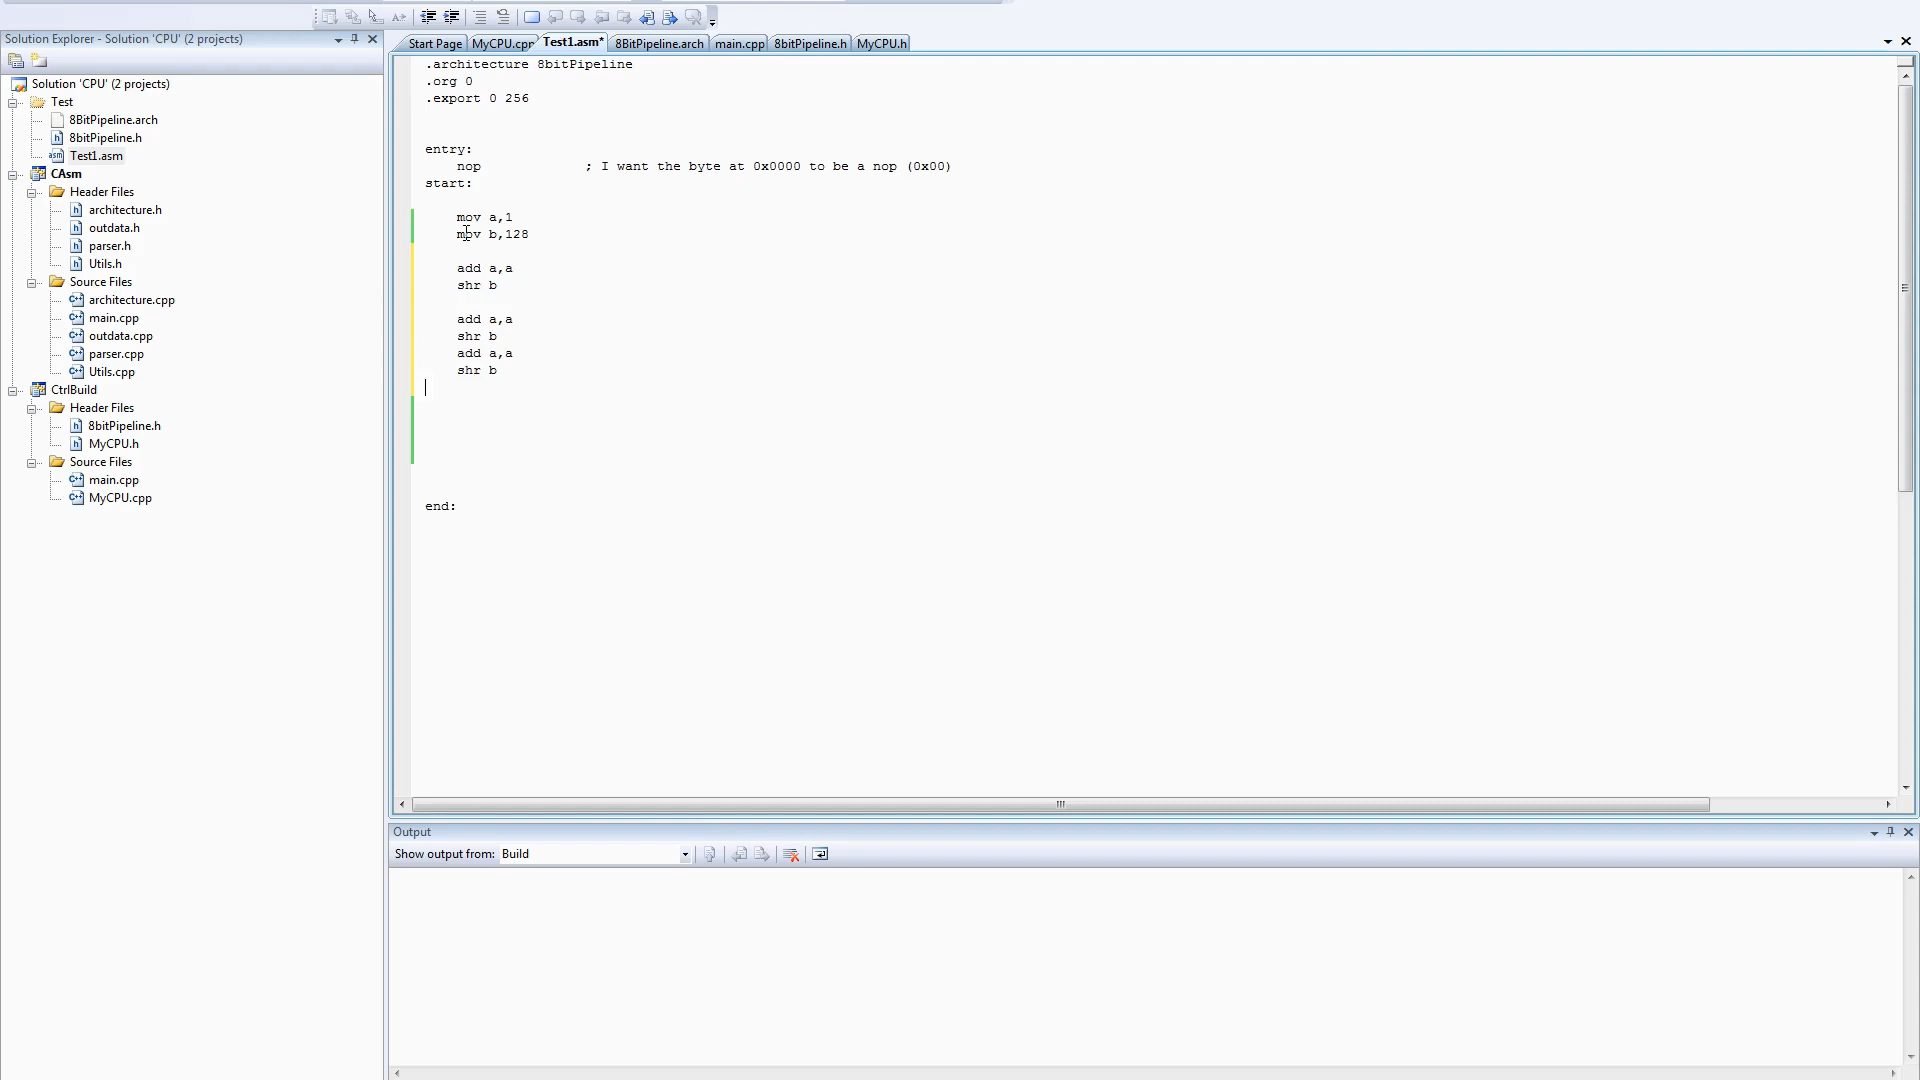 Solution Explorer - Solution 'CPU' (2 projects)
Solution 'CPU' (2 projects)
Test
8BitPipeline.arch
8bitPipeline.h
Test1.asm
CAsm
Header Files
architecture.h
outdata.h
parser.h
Utils.h
Source Files
architecture.cpp
main.cpp
outdata.cpp
parser.cpp
Utils.cpp
CtrlBuild
Header Files
8bitPipeline.h
MyCPU.h
Source Files
main.cpp
MyCPU.cpp
Start Page MyCPU.cpp Test1.asm* 8BitPipeline.arch main.cpp 8bitPipeline.h MyCPU.h
.architecture 8bitPipeline
.org 0
.export 0 256
entry:
nop ; I want the byte at 0x0000 to be a nop (0x00)
start:
mov a,1
mov b,128
add a,a
shr b
add a,a
shr b
add a,a
shr b
end:
Output
Show output from: Build